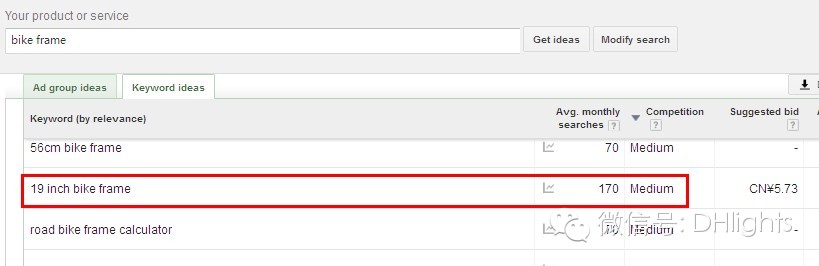 Your product or service
bike frame
Get ideas
Modify search
Ad group ideas
Keyword ideas
Keyword (by relevance)
Avg. monthly searches ?
Competition ?
Suggested bid ?
56cm bike frame 70 Medium -
19 inch bike frame 170 Medium CN¥5.73
road bike frame calculator Medium -
微信号: DHlights